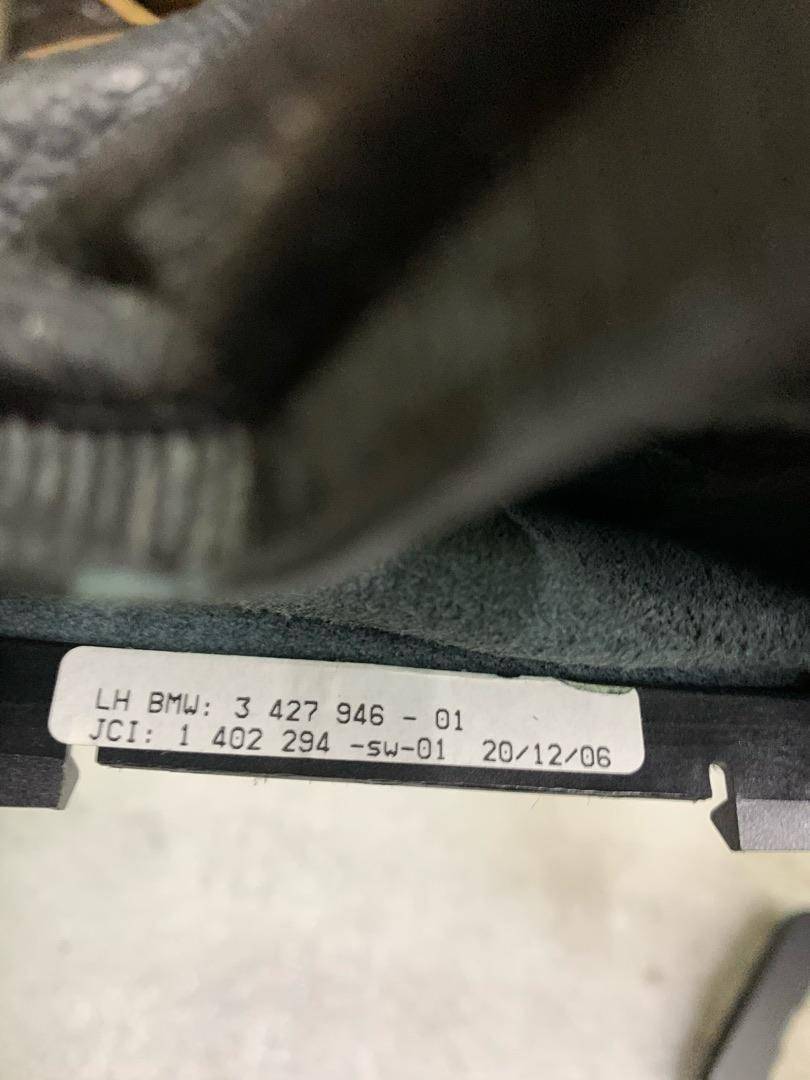 LH BMW: 3 427 946 - 01
JCI: 1 402 294 -sw-01 20/12/06